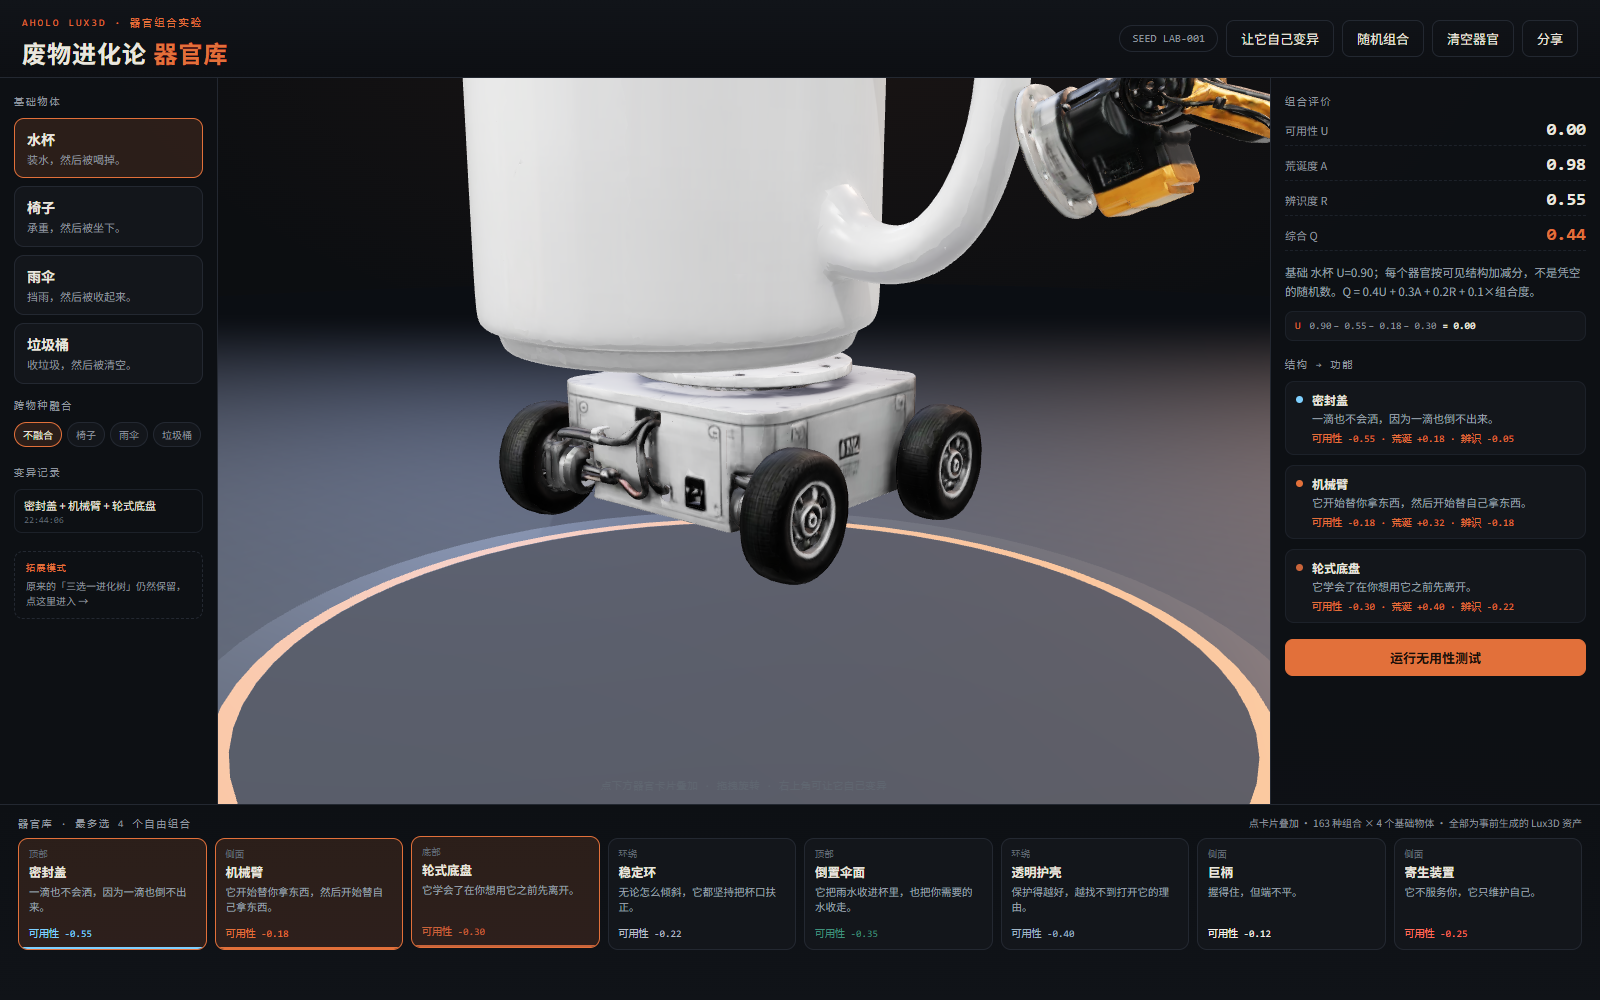 AHOLO LUX3D · 器官组合实验
废物进化论 器官库
SEED LAB-001
让它自己变异
随机组合
清空器官
分享
基础物体
水杯
装水，然后被喝掉。
椅子
承重，然后被坐下。
雨伞
挡雨，然后被收起来。
垃圾桶
收垃圾，然后被清空。
跨物种融合
不融合
椅子
雨伞
垃圾桶
变异记录
密封盖+机械臂+轮式底盘
22:44:06
拓展模式
原来的「三选一进化树」仍然保留，
点这里进入 →
组合评价
可用性 U
0.00
荒诞度 A
0.98
辨识度 R
0.55
综合 Q
0.44
基础 水杯 U=0.90；每个器官按可见结构加减分，不是凭空
的随机数。Q = 0.4U + 0.3A + 0.2R + 0.1×组合度。
U 0.90 − 0.55 − 0.18 − 0.30 = 0.00
结构 → 功能
密封盖
一滴也不会洒，因为一滴也倒不出来。
可用性 -0.55 · 荒诞 +0.18 · 辨识 -0.05
机械臂
它开始替你拿东西，然后开始替自己拿东西。
可用性 -0.18 · 荒诞 +0.32 · 辨识 -0.18
轮式底盘
它学会了在你想用它之前先离开。
可用性 -0.30 · 荒诞 +0.40 · 辨识 -0.22
运行无用性测试
器官库 · 最多选 4 个自由组合
点卡片叠加 · 163 种组合 × 4 个基础物体 · 全部为事前生成的 Lux3D 资产
顶部
密封盖
一滴也不会洒，因为一滴也倒不出
来。
可用性 -0.55
侧面
机械臂
它开始替你拿东西，然后开始替自
己拿东西。
可用性 -0.18
底部
轮式底盘
它学会了在你想用它之前先离开。
可用性 -0.30
环绕
稳定环
无论怎么倾斜，它都坚持把杯口扶
正。
可用性 -0.22
顶部
倒置伞面
它把雨水收进杯里，也把你需要的
水收走。
可用性 -0.35
环绕
透明护壳
保护得越好，越找不到打开它的理
由。
可用性 -0.40
侧面
巨柄
握得住，但端不平。
可用性 -0.12
侧面
寄生装置
它不服务你，它只维护自己。
可用性 -0.25